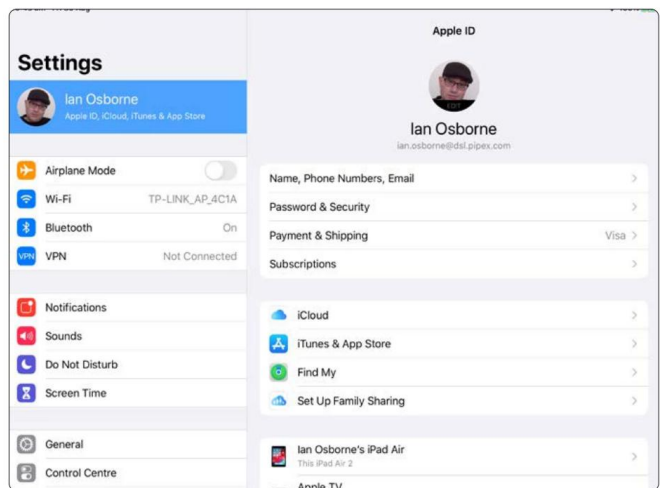 Settings
Ian Osborne
Apple ID, iCloud, iTunes & App Store
Airplane Mode
Wi-Fi TP-LINK_AP_4C1A
Bluetooth On
VPN VPN Not Connected
Notifications
Sounds
Do Not Disturb
Screen Time
General
Control Centre
Apple ID
EDIT
Ian Osborne
ian.osborne@dsl.pipex.com
Name, Phone Numbers, Email
Password & Security
Payment & Shipping Visa
Subscriptions
iCloud
iTunes & App Store
Find My
Set Up Family Sharing
Ian Osborne's iPad Air
This iPad Air 2
Apple TV